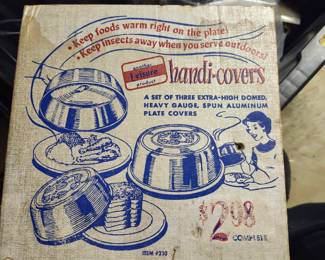 • Keep foods warm right on the plate!
• Keep insects away when you serve outdoors!
another
Leisure
product
handi-covers
A SET OF THREE EXTRA-HIGH DOMED,
HEAVY GAUGE, SPUN ALUMINUM
PLATE COVERS
$2.98
COMPLETE
ITEM #210